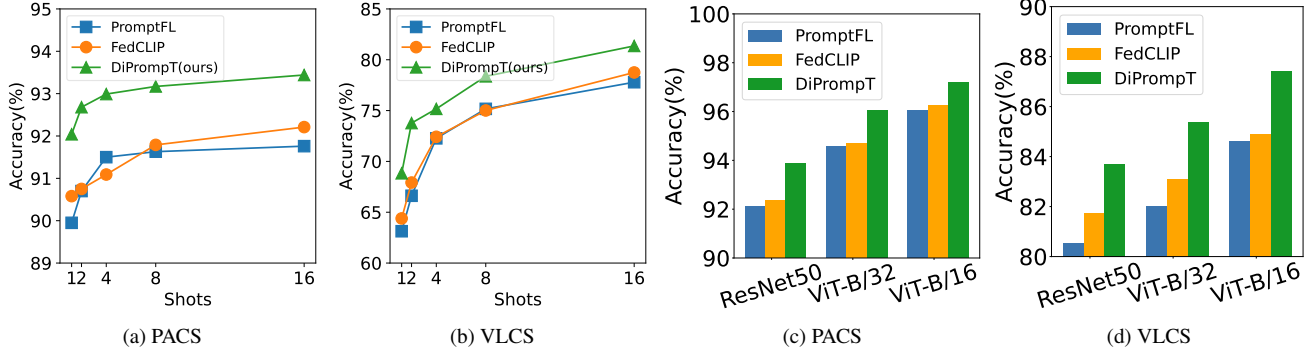 95
94
93
92
91
90
89
Accuracy(%)
PromptFL
FedCLIP
DiPrompT(ours)
1 2 4 8 16
Shots
(a) PACS
85
80
75
70
65
60
Accuracy(%)
PromptFL
FedCLIP
DiPrompT(ours)
1 2 4 8 16
Shots
(b) VLCS
100
98
96
94
92
90
Accuracy(%)
PromptFL
FedCLIP
DiPrompT
ResNet50 ViT-B/32 ViT-B/16
(c) PACS
90
88
86
84
82
80
Accuracy(%)
PromptFL
FedCLIP
DiPrompT
ResNet50 ViT-B/32 ViT-B/16
(d) VLCS